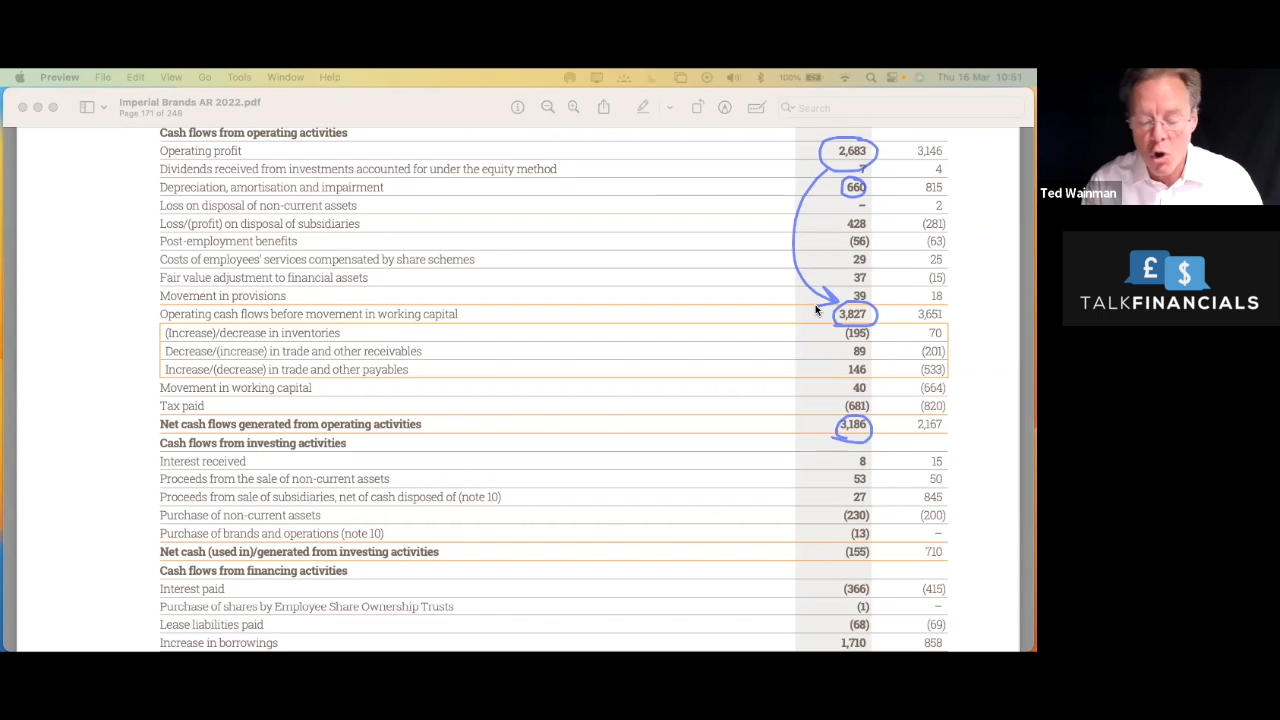 Preview File Edit View Go Tools Window Help 100% Thu 16 Mar 10:51
Imperial Brands AR 2022.pdf
Page 171 of 248
Search
Cash flows from operating activities
Operating profit 2,683 3,146
Dividends received from investments accounted for under the equity method 7 4
Depreciation, amortisation and impairment 660 815
Loss on disposal of non-current assets – 2
Loss/(profit) on disposal of subsidiaries 428 (281)
Post-employment benefits (56) (63)
Costs of employees' services compensated by share schemes 29 25
Fair value adjustment to financial assets 37 (15)
Movement in provisions 39 18
Operating cash flows before movement in working capital 3,827 3,651
(Increase)/decrease in inventories (195) 70
Decrease/(increase) in trade and other receivables 89 (201)
Increase/(decrease) in trade and other payables 146 (533)
Movement in working capital 40 (664)
Tax paid (681) (820)
Net cash flows generated from operating activities 3,186 2,167
Cash flows from investing activities
Interest received 8 15
Proceeds from the sale of non-current assets 53 50
Proceeds from sale of subsidiaries, net of cash disposed of (note 10) 27 845
Purchase of non-current assets (230) (200)
Purchase of brands and operations (note 10) (13) –
Net cash (used in)/generated from investing activities (155) 710
Cash flows from financing activities
Interest paid (366) (415)
Purchase of shares by Employee Share Ownership Trusts (1) –
Lease liabilities paid (68) (69)
Increase in borrowings 1,710 858
Ted Wainman
£ $
TALKFINANCIALS